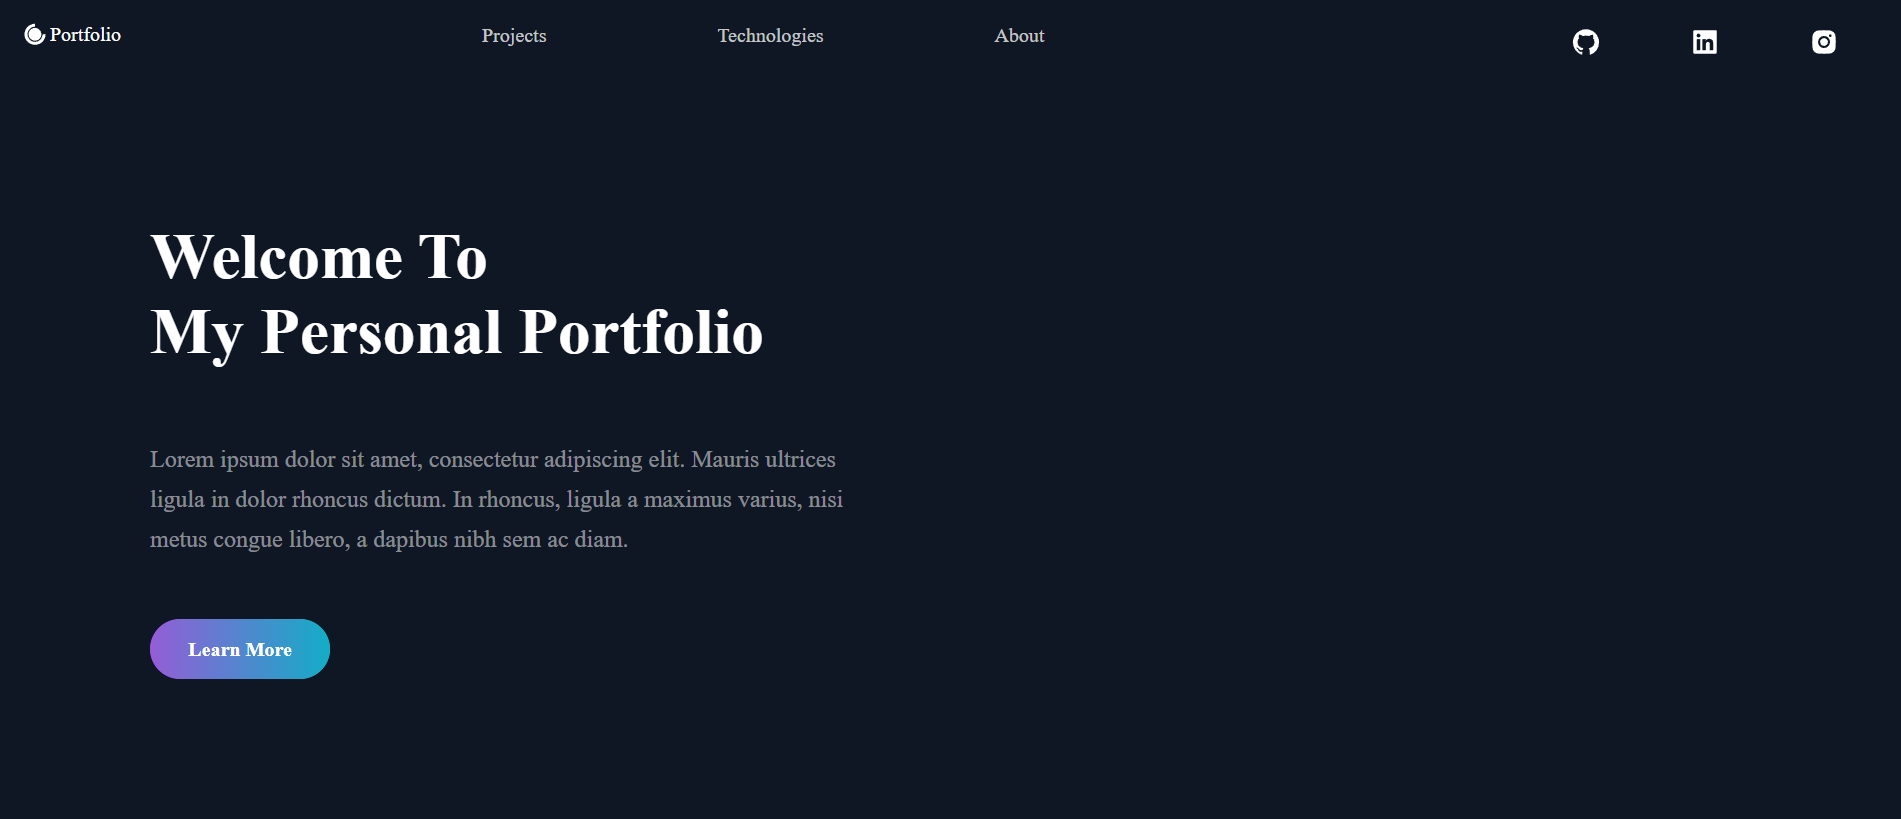 Portfolio
Projects
Technologies
About
Welcome To
My Personal Portfolio
Lorem ipsum dolor sit amet, consectetur adipiscing elit. Mauris ultrices
ligula in dolor rhoncus dictum. In rhoncus, ligula a maximus varius, nisi
metus congue libero, a dapibus nibh sem ac diam.
Learn More